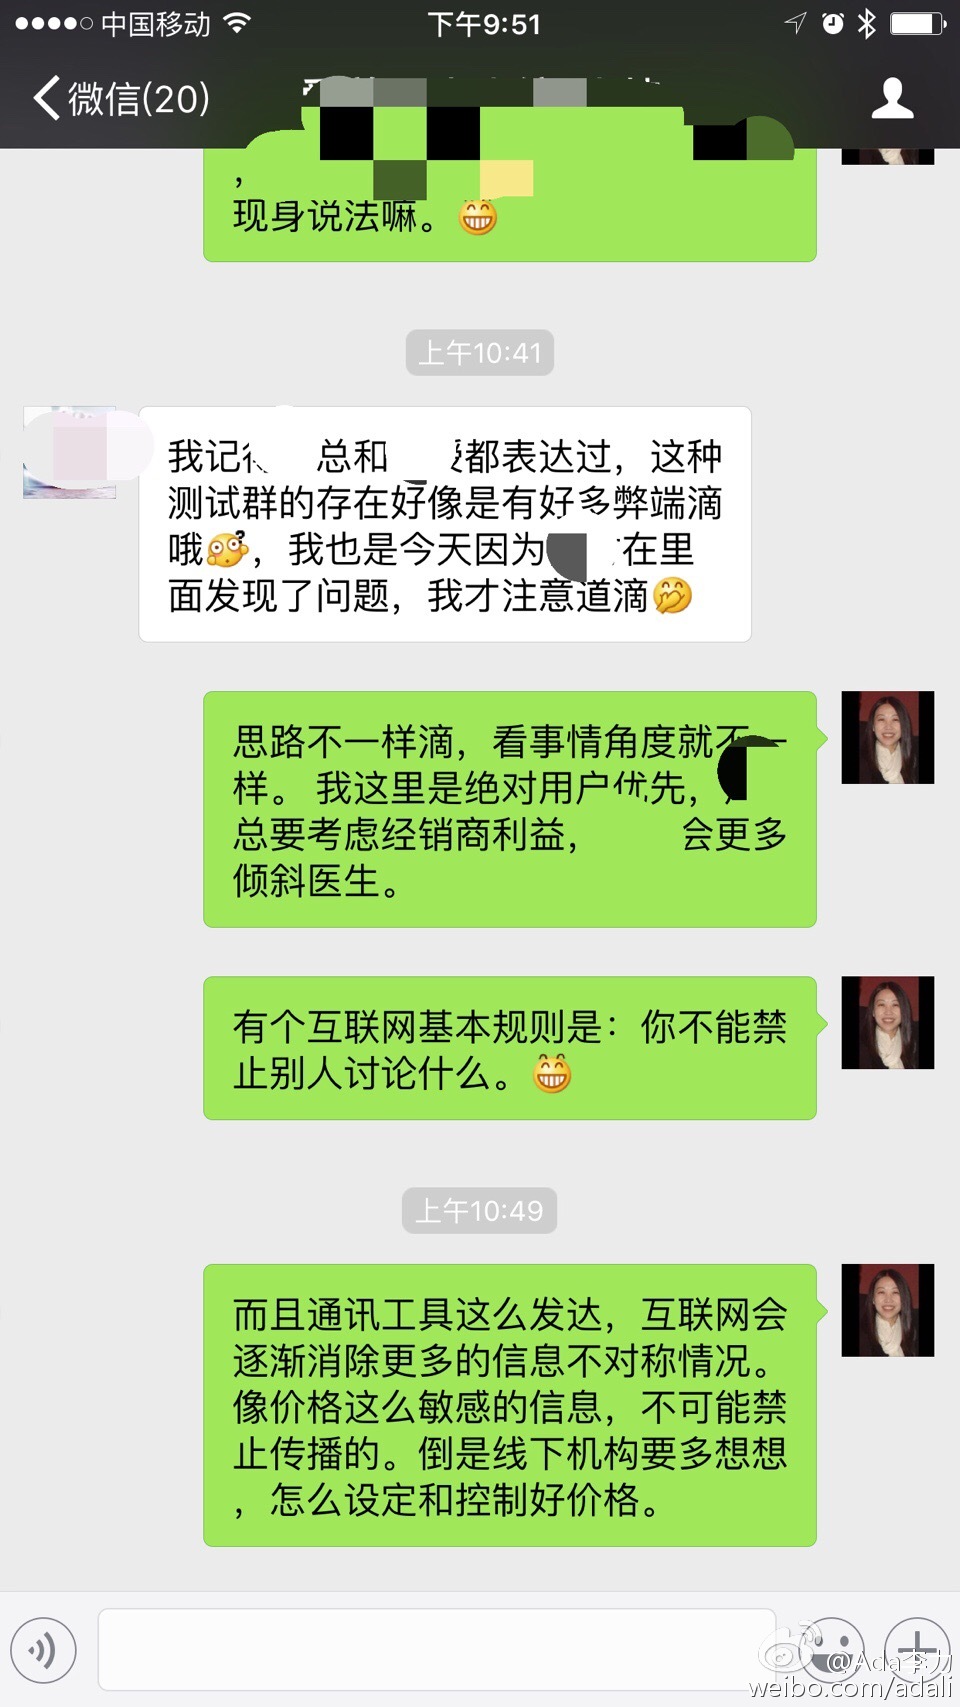 中国移动 下午9:51
微信(20)
，
现身说法嘛。😁
上午10:41
我记 总和 都表达过，这种
测试群的存在好像是有好多弊端滴
哦，我也是今天因为 在里
面发现了问题，我才注意道滴
思路不一样滴，看事情角度就不一
样。 我这里是绝对用户优先，
总要考虑经销商利益， 会更多
倾斜医生。
有个互联网基本规则是：你不能禁
止别人讨论什么。😁
上午10:49
而且通讯工具这么发达，互联网会
逐渐消除更多的信息不对称情况。
像价格这么敏感的信息，不可能禁
止传播的。倒是线下机构要多想想
，怎么设定和控制好价格。
@Ada李力
weibo.com/adali